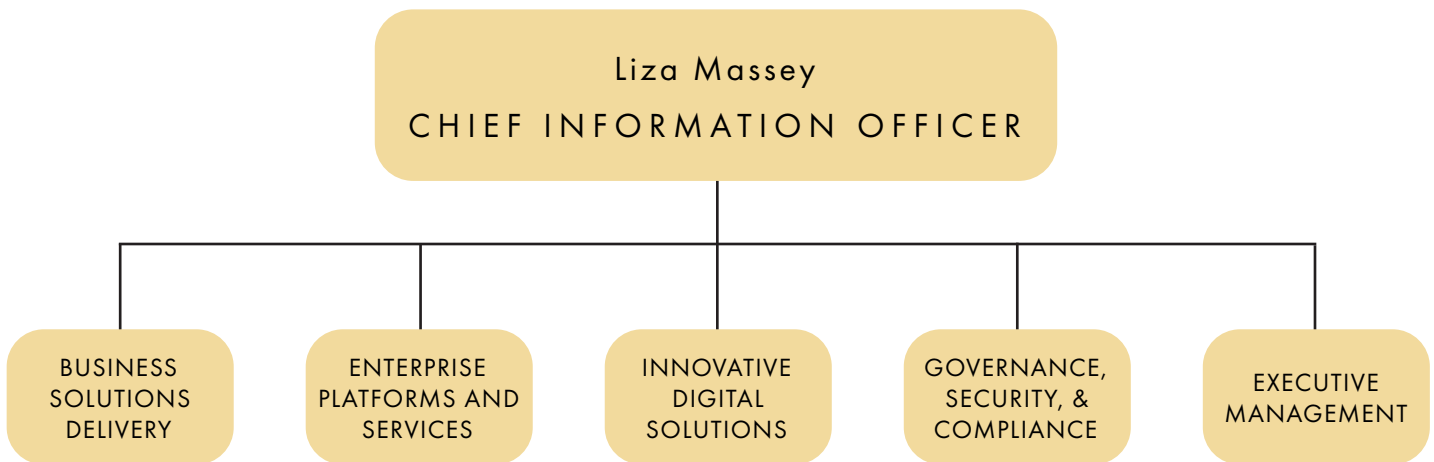 Liza Massey
CHIEF INFORMATION OFFICER
BUSINESS
SOLUTIONS
DELIVERY
ENTERPRISE
PLATFORMS AND
SERVICES
INNOVATIVE
DIGITAL
SOLUTIONS
GOVERNANCE,
SECURITY, &
COMPLIANCE
EXECUTIVE
MANAGEMENT